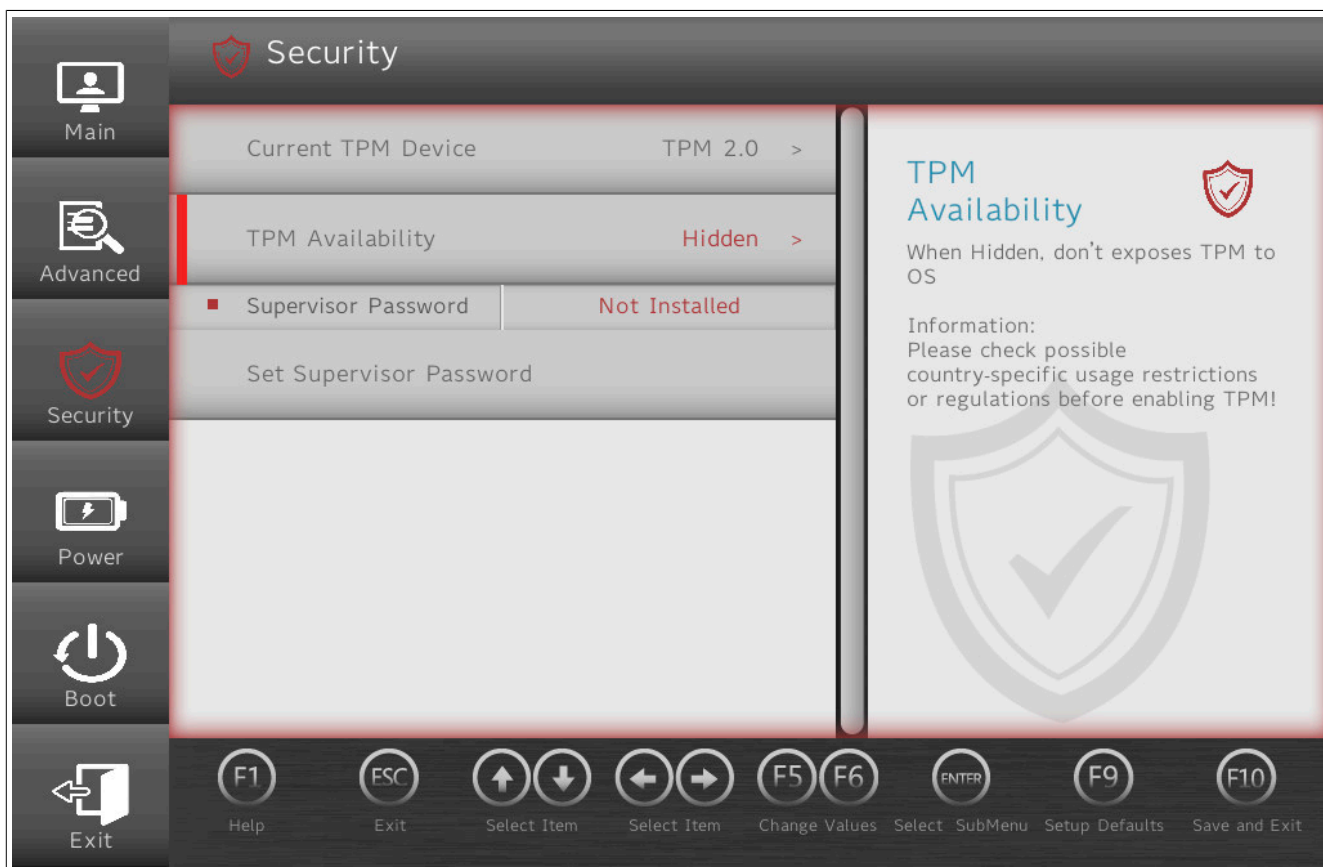 Security
Main
Advanced
Security
Power
Boot
Exit
Current TPM Device TPM 2.0 >
TPM Availability Hidden >
Supervisor Password Not Installed
Set Supervisor Password
TPM
Availability
When Hidden, don't exposes TPM to
OS
Information:
Please check possible
country-specific usage restrictions
or regulations before enabling TPM!
F1 ESC F5 F6 ENTER F9 F10
Help Exit Select Item Select Item Change Values Select SubMenu Setup Defaults Save and Exit